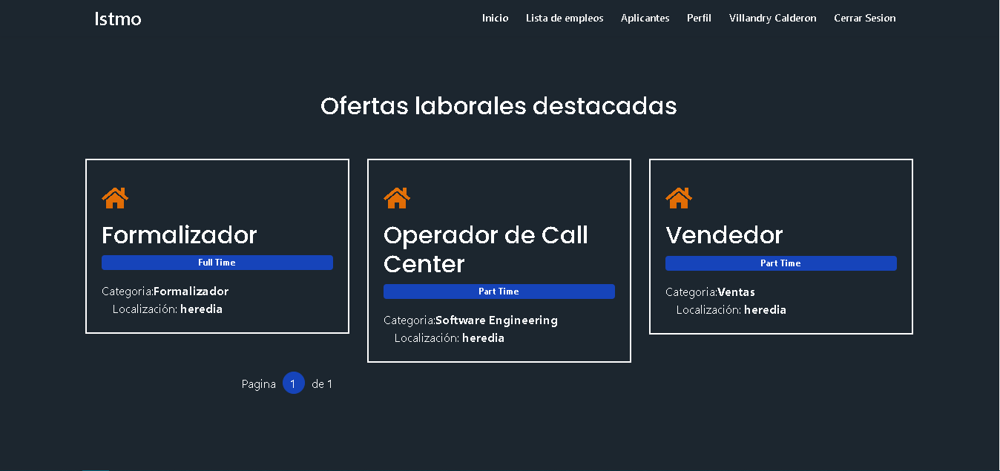 Istmo
Inicio Lista de empleos Aplicantes Perfil Villandry Calderon Cerrar Sesion
Ofertas laborales destacadas
Formalizador
Full Time
Categoria:Formalizador
Localización: heredia
Operador de Call
Center
Part Time
Categoria:Software Engineering
Localización: heredia
Vendedor
Part Time
Categoria:Ventas
Localización: heredia
Pagina 1 de 1